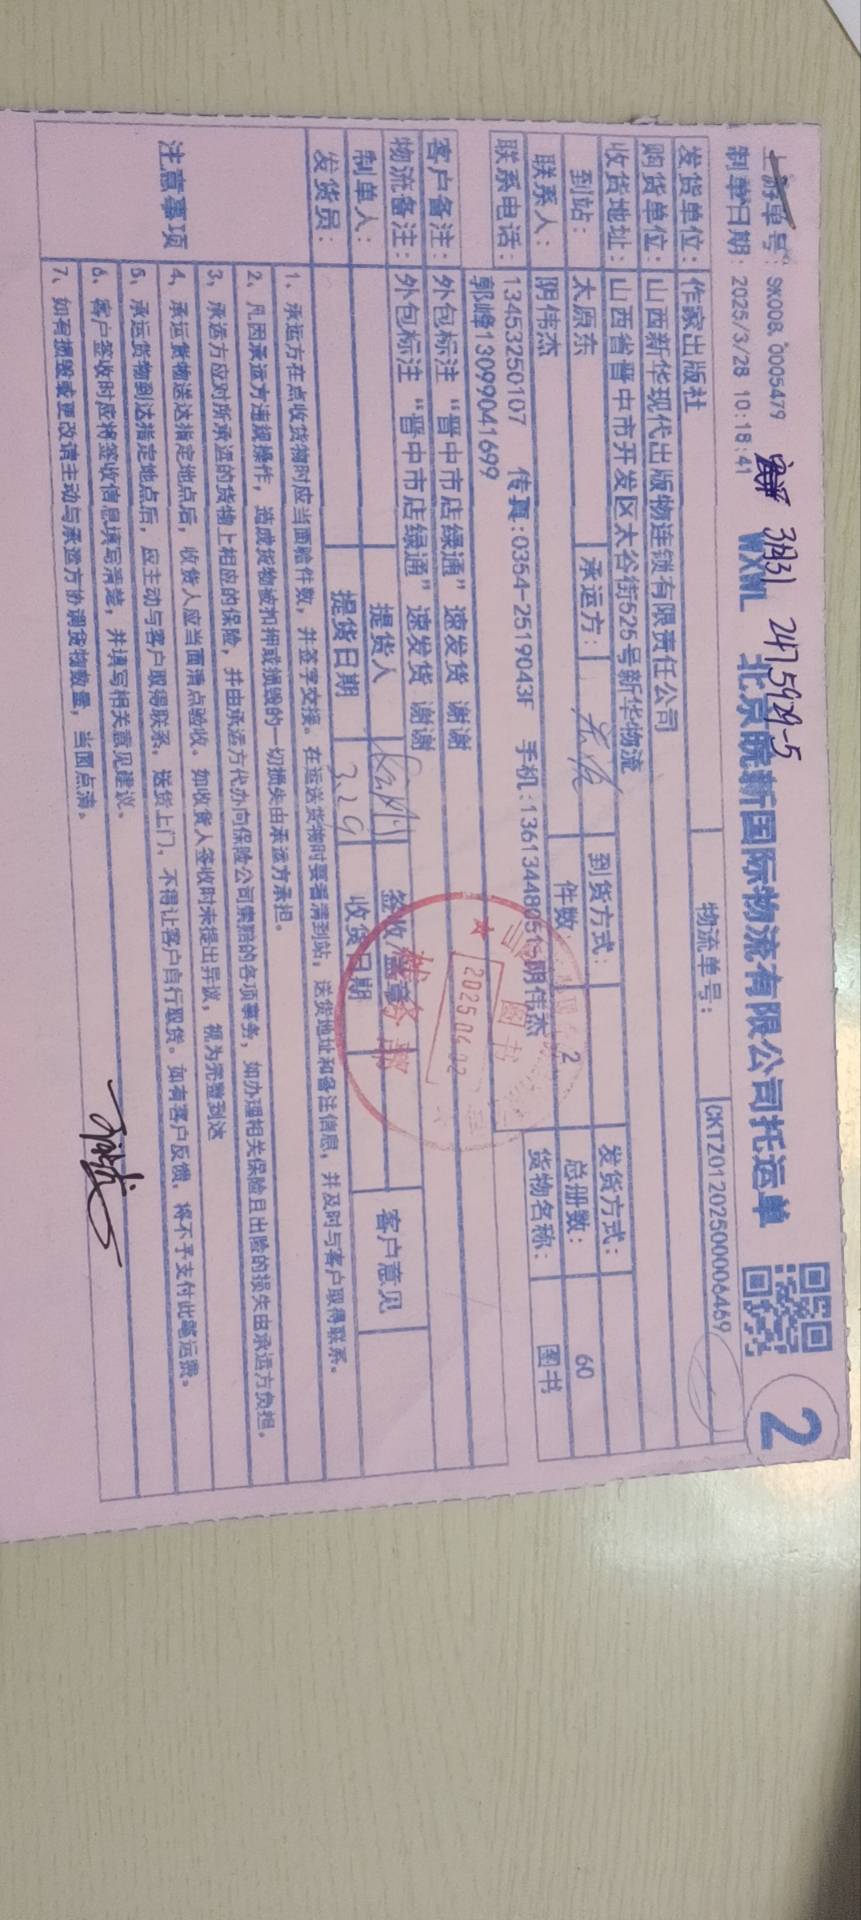 上游单号: SK008.0005479
3月31 2475929-5
制单日期: 2025/3/28 10:18:41
WXWL 北京皖新国际物流有限公司托运单
2
物流单号: CKTZ01202500006469
发货单位: 作家出版社
购货单位: 山西新华现代出版物连锁有限责任公司
收货地址: 山西省晋中市开发区太谷街525号新华物流
到站: 太原东 承运方: 到货方式: 发货方式:
联系人: 阴伟杰 件数 2 总册数: 60
联系电话: 13453250107 传真:0354-2519043F 手机:13613448051 阴伟杰 货物名称: 图书
郭峰13099041699
客户备注: 外包标注 “晋中市店绿通” 速发货 谢谢
物流备注: 外包标注 “晋中市店绿通” 速发货 谢谢
制单人: 提货人 签收/盖章 客户意见
发货员: 提货日期 3.29 收货日期
图书
2025.04.02
业务部
注意事项
1、承运方在点收货物时应当面验件数,并签字交接。在运送货物时要看清到站,送货地址和备注信息,并及时与客户取得联系。
2、凡因承运方违规操作,造成货物被扣押或损毁的一切损失由承运方承担。
3、承运方应对所承运的货物上相应的保险,并由承运方代办向保险公司索赔的各项事务,如办理相关保险且出险的损失由承运方负担。
4、承运货物送达指定地点后,收货人应当面清点验收。如收货人签收时未提出异议,视为完整到达
5、承运货物到达指定地点后,应主动与客户取得联系,送货上门,不得让客户自行取货。如有客户反馈,将不予支付此笔运费。
6、客户签收时应将签收信息填写清楚,并填写相关意见建议、
7、如有损毁或更改请主动与承运方协调货物数量,当面点清。